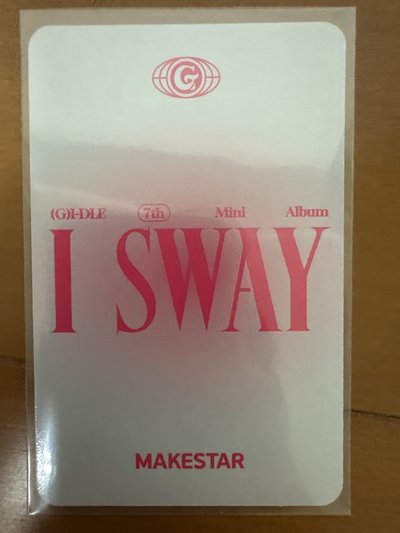 G
(G)I-DLE 7th Mini Album
I SWAY
MAKESTAR